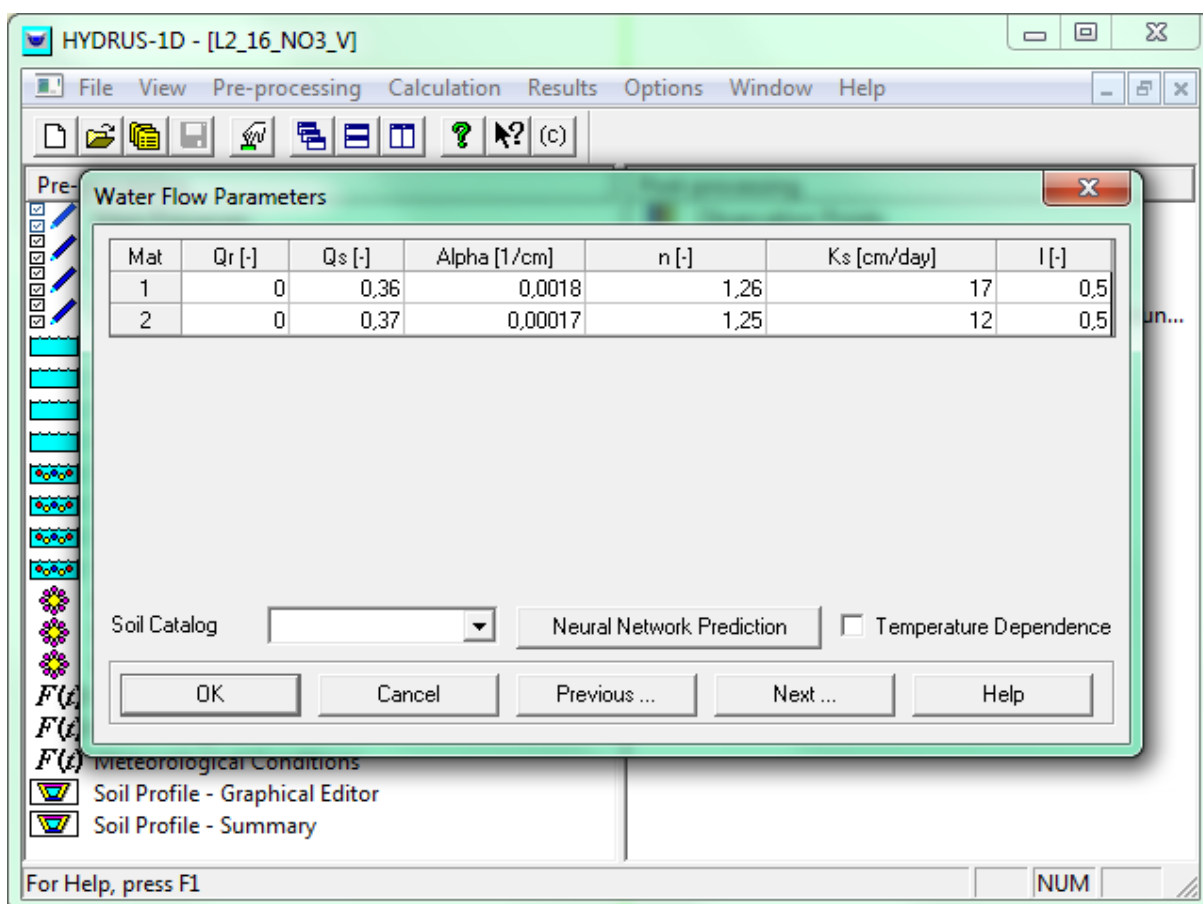 HYDRUS-1D - [L2_16_NO3_V]
File View Pre-processing Calculation Results Options Window Help
? ? (c)
Pre-
Water Flow Parameters
Mat Qr [-] Qs [-] Alpha [1/cm] n [-] Ks [cm/day] l [-]
1 0 0,36 0,0018 1,26 17 0,5
2 0 0,37 0,00017 1,25 12 0,5
un...
Soil Catalog Neural Network Prediction Temperature Dependence
OK Cancel Previous ... Next ... Help
F(t)
F(t)
F(t) Meteorological Conditions
Soil Profile - Graphical Editor
Soil Profile - Summary
For Help, press F1 NUM